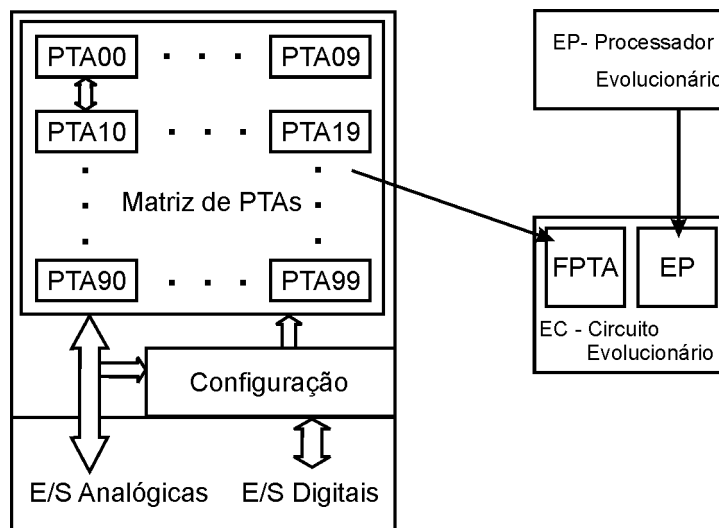 PTA00
PTA09
PTA10
PTA19
Matriz de PTAs
PTA90
PTA99
Configuração
E/S Analógicas
E/S Digitais
EP- Processador
Evolucionário
FPTA
EP
EC - Circuito
Evolucionário